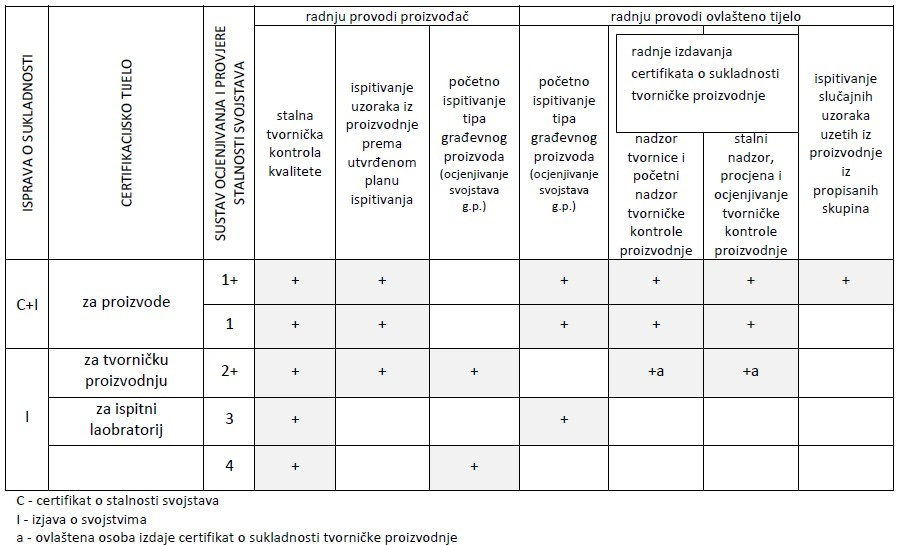 radnju provodi proizvođač
radnju provodi ovlašteno tijelo
ISPRAVA O SUKLADNOSTI
CERTIFIKACIJSKO TIJELO
SUSTAV OCJENJIVANJA I PROVJERE
STALNOSTI SVOJSTAVA
stalna
tvornička
kontrola
kvalitete
ispitivanje
uzoraka iz
proizvodnje
prema
utvrđenom
planu
ispitivanja
početno
ispitivanje
tipa
građevnog
proizvoda
(ocjenjivanje
svojstava
g.p.)
početno
ispitivanje
tipa
građevnog
proizvoda
(ocjenjivanje
svojstava
g.p.)
radnje izdavanja
certifikata o sukladnosti
tvorničke proizvodnje
nadzor
tvornice i
početni
nadzor
tvorničke
kontrole
proizvodnje
stalni
nadzor,
procjena i
ocjenjivanje
tvorničke
kontrole
proizvodnje
ispitivanje
slučajnih
uzoraka
uzetih iz
proizvodnje
iz
propisanih
skupina
C+I
za proizvode
1+ + + + + + +
1 + + + + +
I
za tvorničku
proizvodnju
2+ + + + +a +a
za ispitni
laobratorij
3 + +
4 + +
C - certifikat o stalnosti svojstava
I - izjava o svojstvima
a - ovlaštena osoba izdaje certifikat o sukladnosti tvorničke proizvodnje